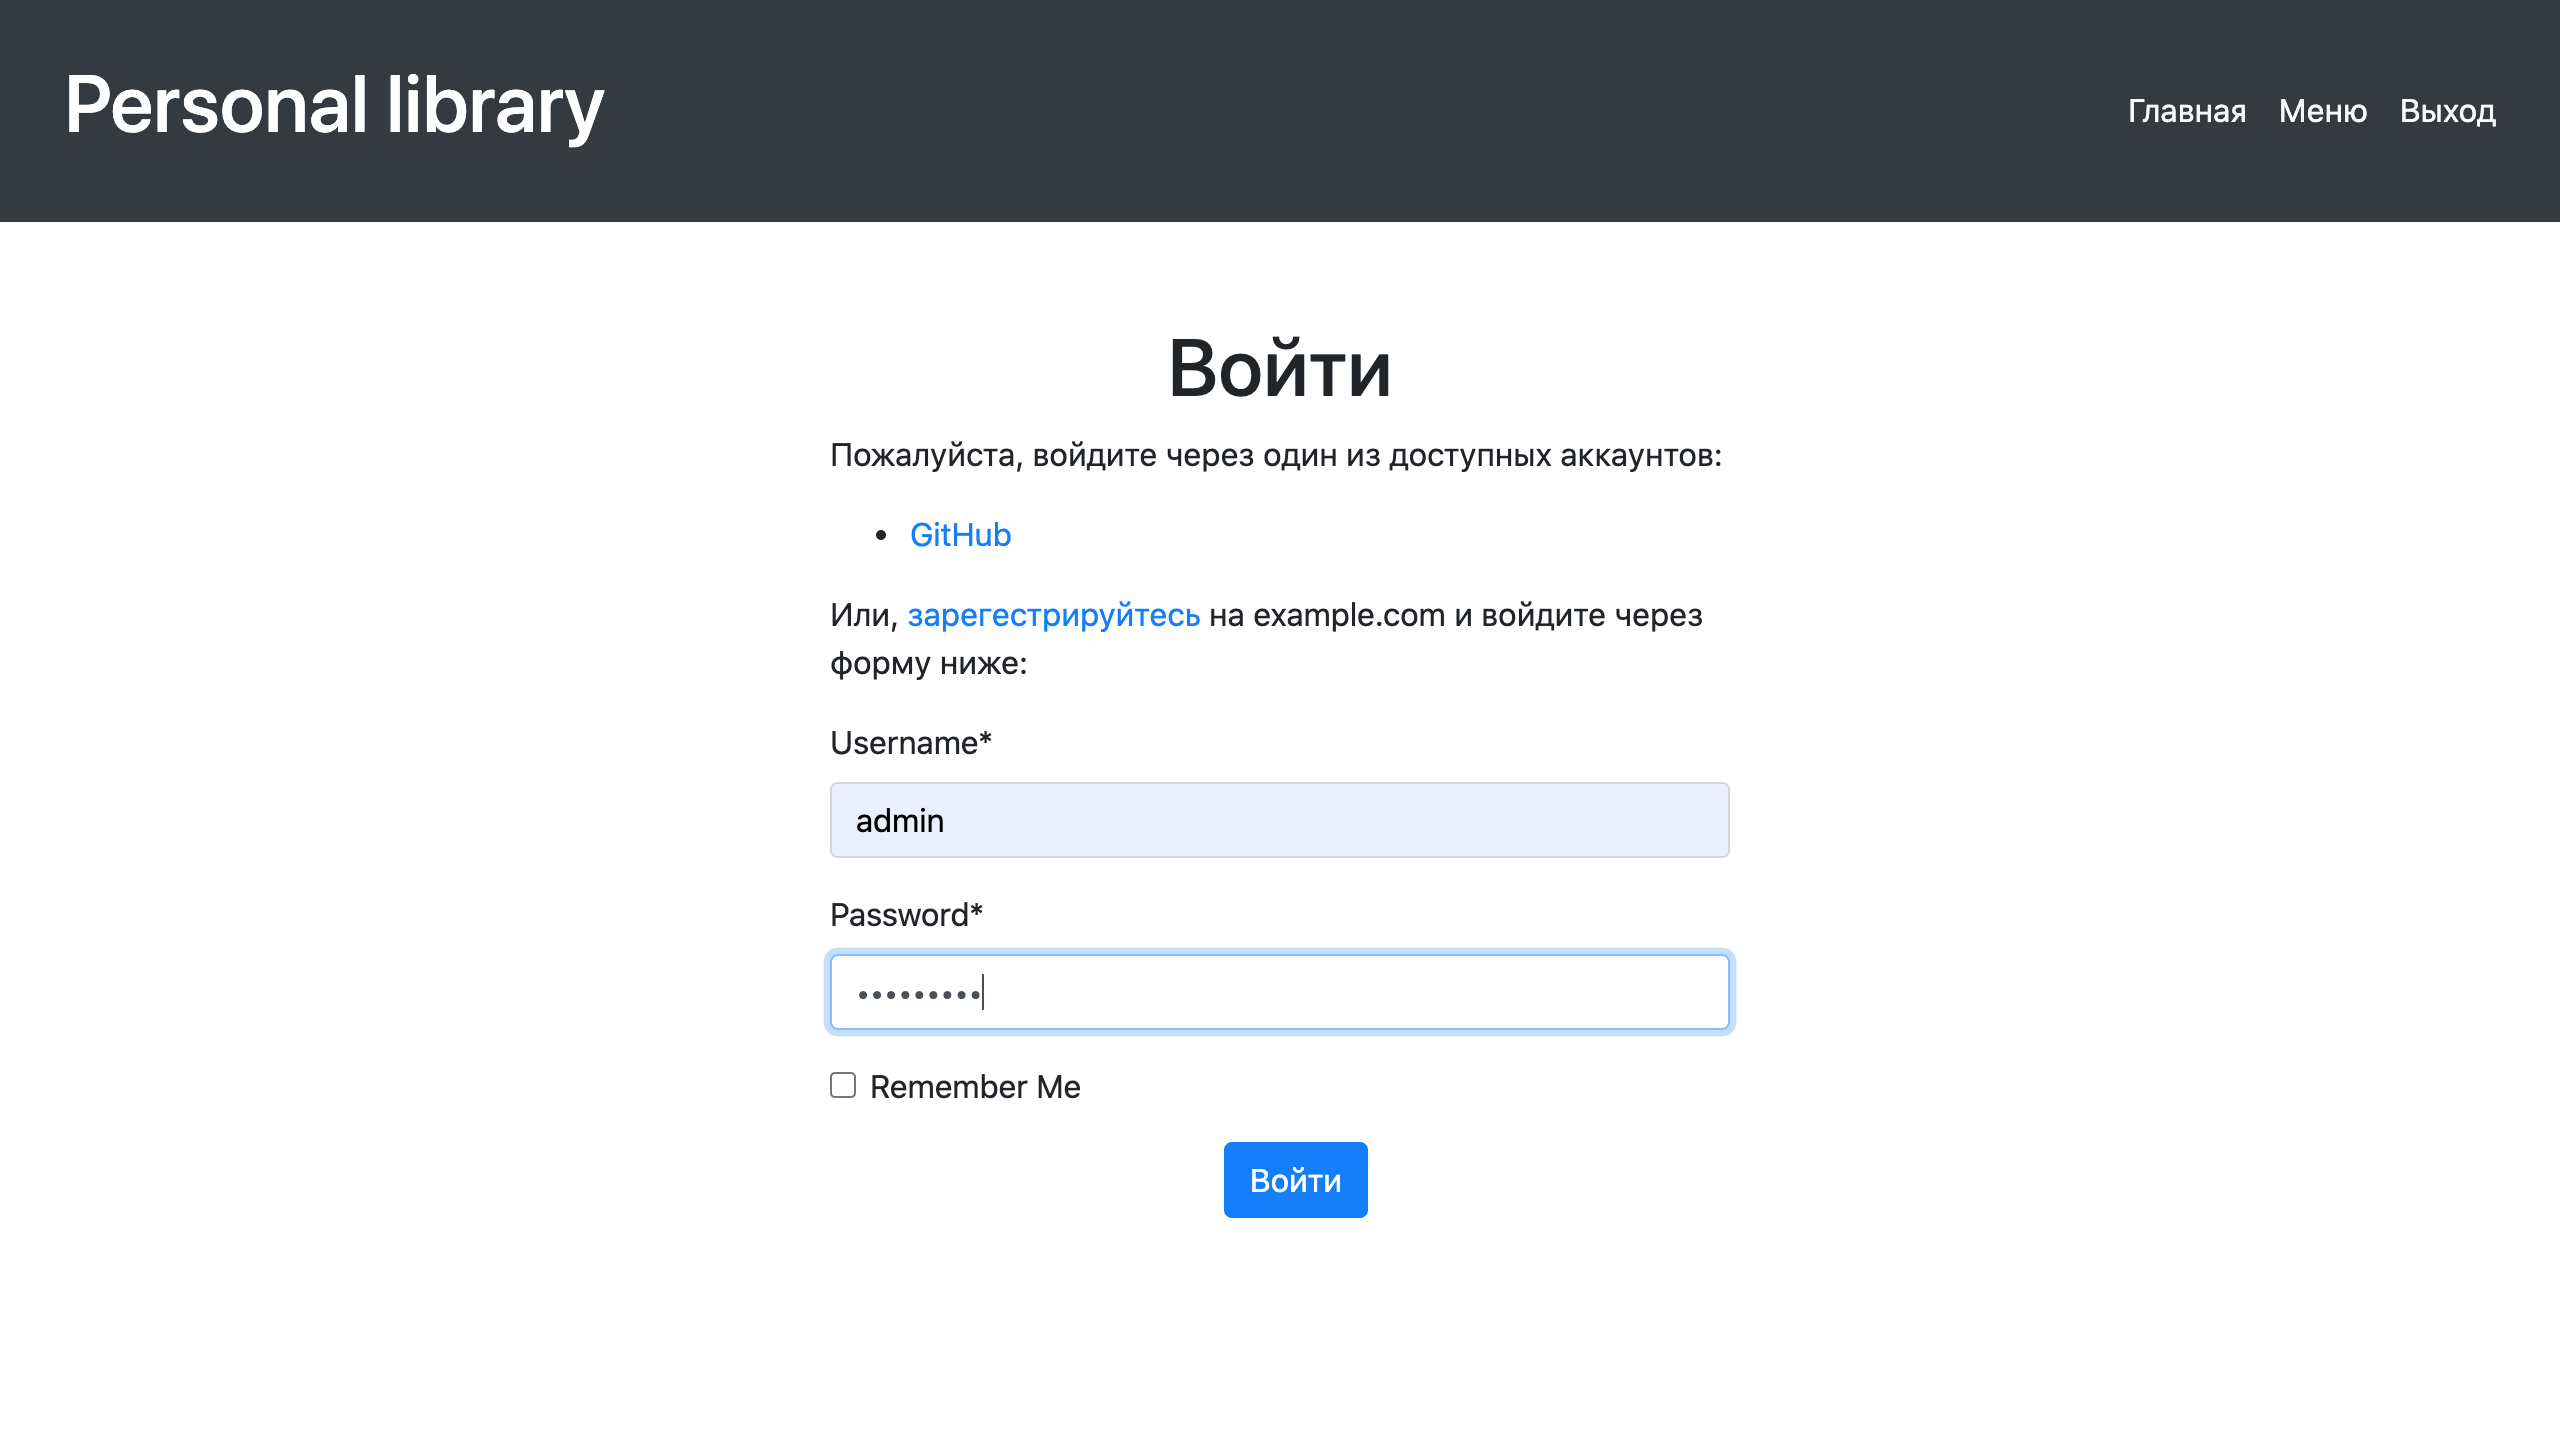 Personal library
Главная Меню Выход
Войти
Пожалуйста, войдите через один из доступных аккаунтов:
• GitHub
Или, зарегестрируйтесь на example.com и войдите через
форму ниже:
Username*
admin
Password*
•••••••••
Remember Me
Войти